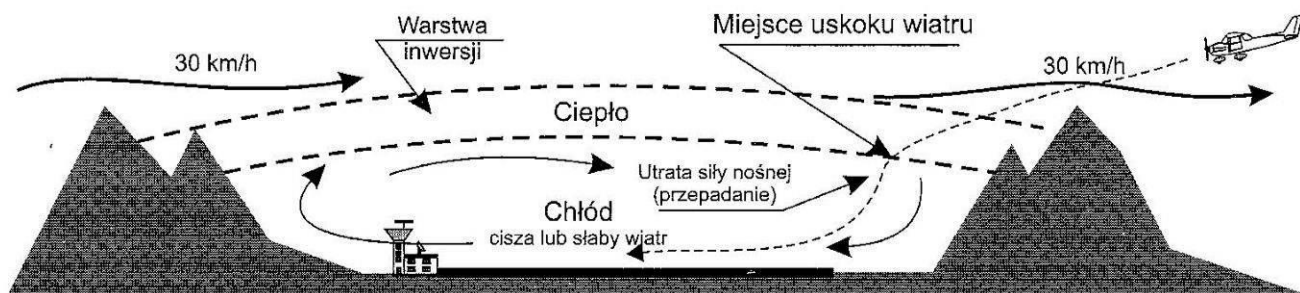 Warstwa
inwersji
Miejsce uskoku wiatru
30 km/h
30 km/h
Ciepło
Utrata siły nośnej
(przepadanie)
Chłód
cisza lub słaby wiatr